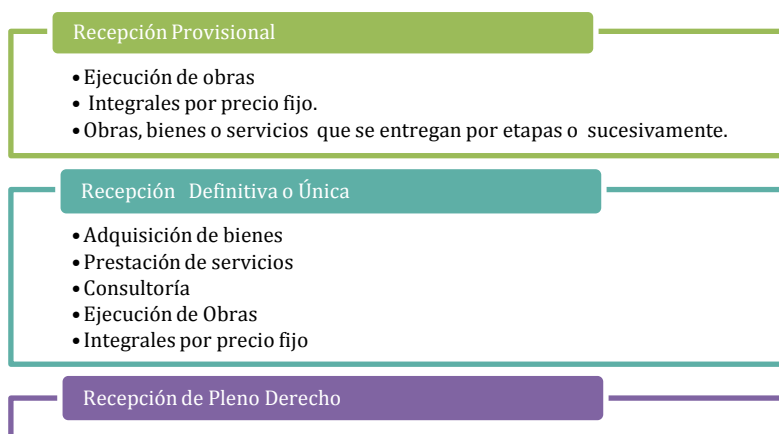 Recepción Provisional
• Ejecución de obras
• Integrales por precio fijo.
• Obras, bienes o servicios que se entregan por etapas o sucesivamente.
Recepción Definitiva o Única
• Adquisición de bienes
• Prestación de servicios
• Consultoría
• Ejecución de Obras
• Integrales por precio fijo
Recepción de Pleno Derecho